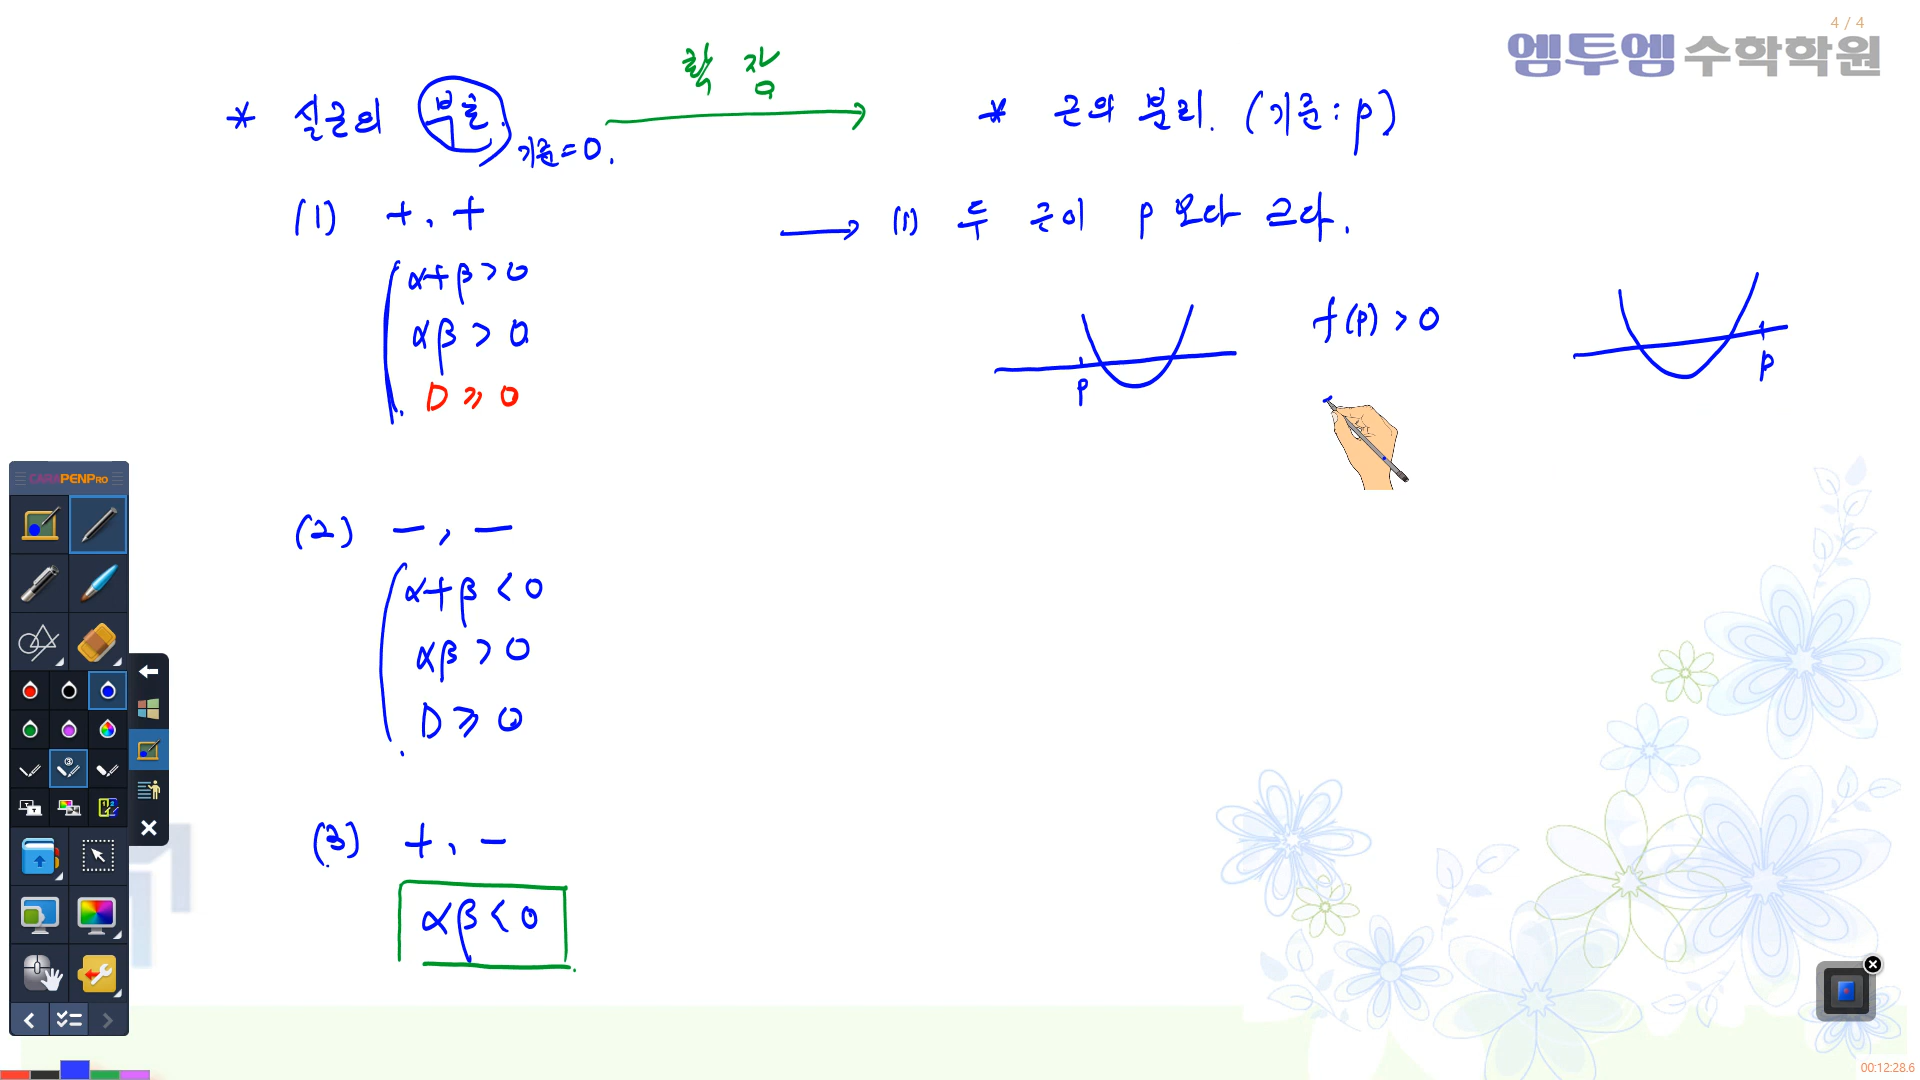 4 / 4
엠투엠 수학학원
확 장
* 실근의 부호. 기준=0.
* 근의 분리. (기준: p)
(1) +, +
→ (1) 두 근이 p 보다 크다.
α+β>0
αβ > 0
D ≥ 0
p
f(p) > 0
p
(2) −, −
α+β < 0
αβ > 0
D ≥ 0
(3) +, −
αβ < 0
PENPRO
00:12:28.6